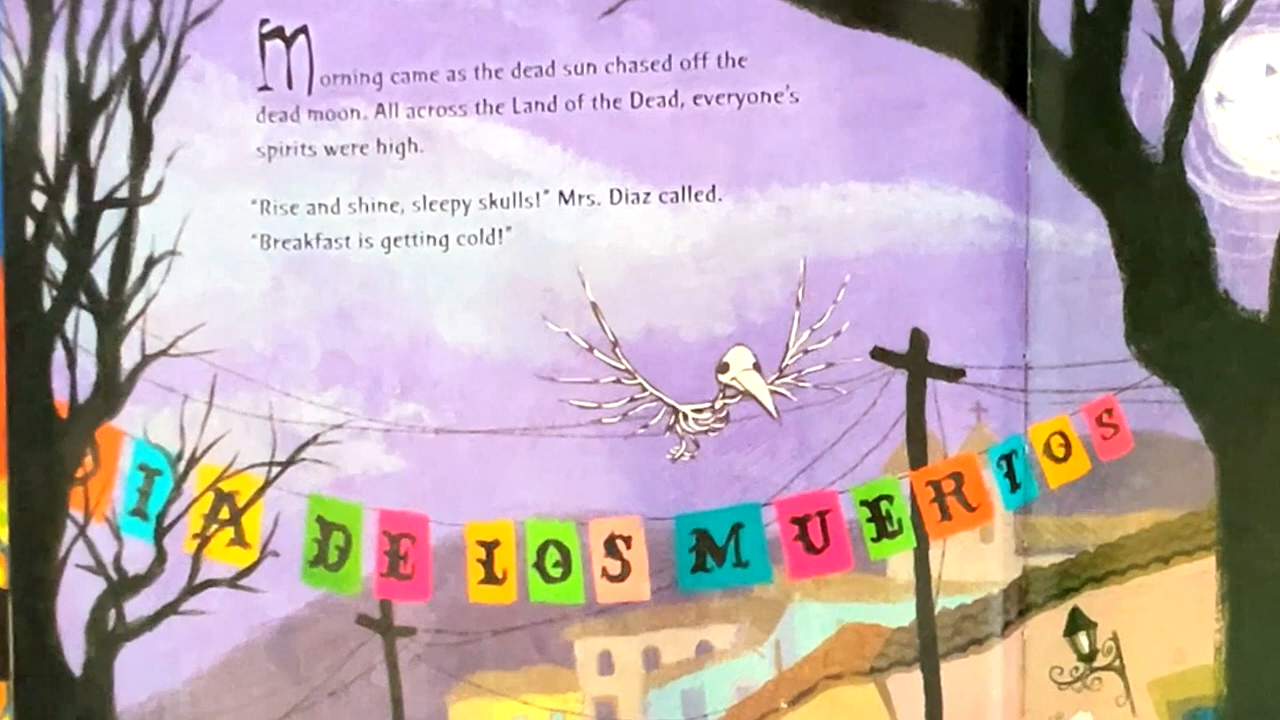 Morning came as the dead sun chased off the
dead moon. All across the Land of the Dead, everyone's
spirits were high.
"Rise and shine, sleepy skulls!" Mrs. Diaz called.
"Breakfast is getting cold!"
DIA DE LOS MUERTOS